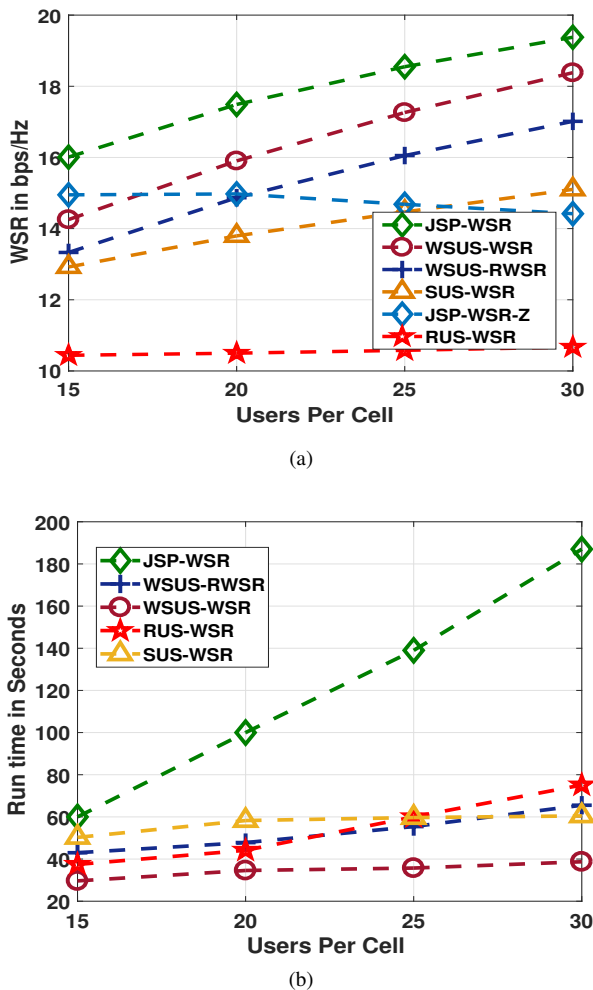 20
18
16
14
12
10
WSR in bps/Hz
JSP-WSR
WSUS-WSR
WSUS-RWSR
SUS-WSR
JSP-WSR-Z
RUS-WSR
15 20 25 30
Users Per Cell
(a)
200
180
160
140
120
100
80
60
40
20
Run time in Seconds
JSP-WSR
WSUS-RWSR
WSUS-WSR
RUS-WSR
SUS-WSR
15 20 25 30
Users Per Cell
(b)